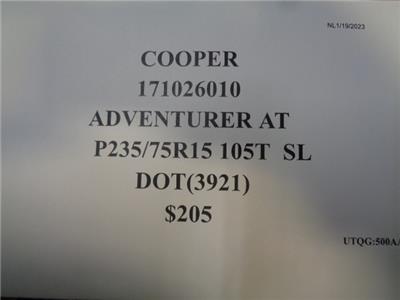 NL1/19/2023
COOPER
171026010
ADVENTURER AT
P235/75R15 105T SL
DOT(3921)
$205
UTQG:500A